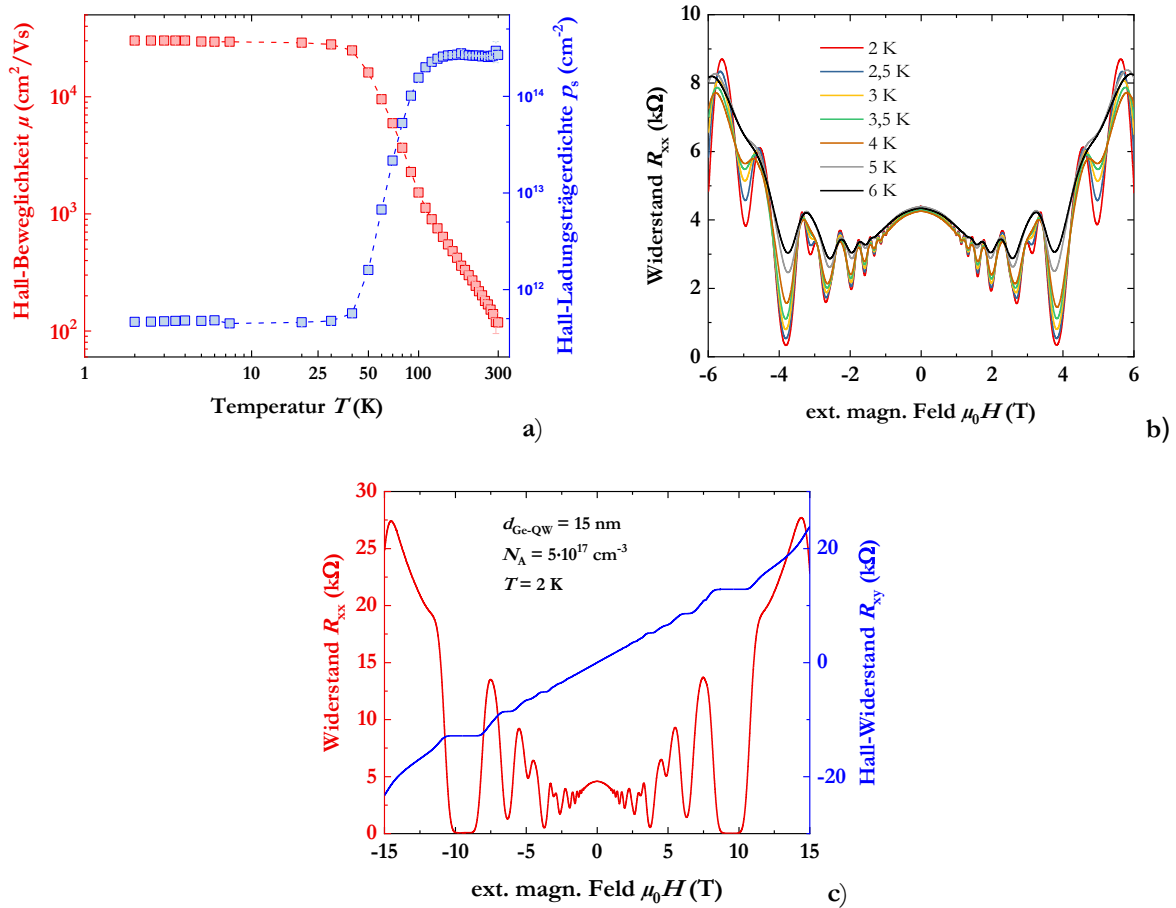 Hall-Beweglichkeit μ (cm²/Vs)
10⁴
10³
10²
Hall-Ladungsträgerdichte pₛ (cm⁻²)
10¹⁴
10¹³
10¹²
1 10 25 50 100 300
Temperatur T (K)
a)
Widerstand Rₓₓ (kΩ)
10
8
6
4
2
0
2 K
2,5 K
3 K
3,5 K
4 K
5 K
6 K
-6 -4 -2 0 2 4 6
ext. magn. Feld μ₀H (T)
b)
Widerstand Rₓₓ (kΩ)
30
25
20
15
10
5
0
d_Ge-QW = 15 nm
N_A = 5·10¹⁷ cm⁻³
T = 2 K
Hall-Widerstand R_xy (kΩ)
20
0
-20
-15 -10 -5 0 5 10 15
ext. magn. Feld μ₀H (T)
c)